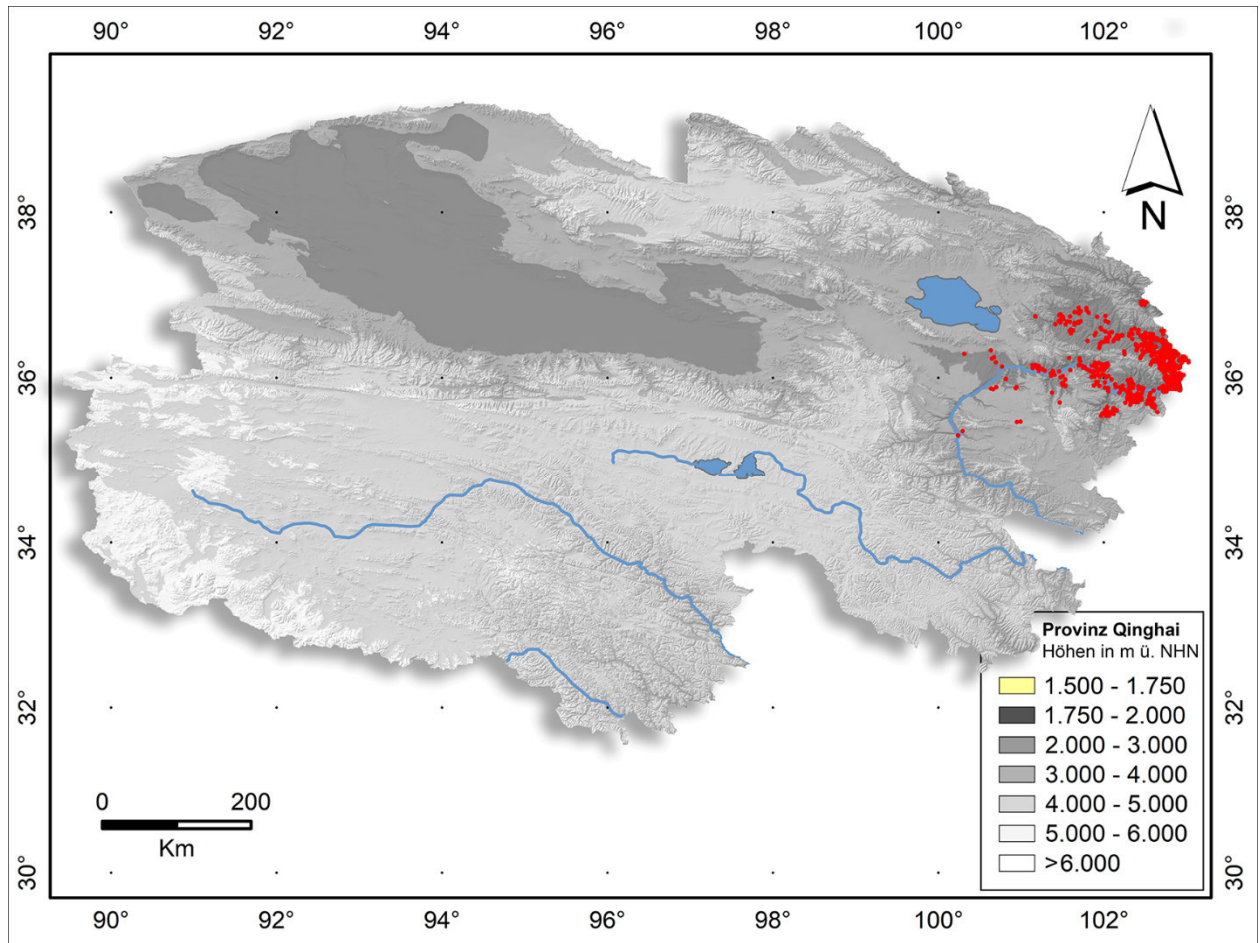 90° 92° 94° 96° 98° 100° 102°
38° 38°
36° 36°
34° 34°
32° 32°
30° 30°
N
Provinz Qinghai
Höhen in m ü. NHN
1.500 - 1.750
1.750 - 2.000
2.000 - 3.000
3.000 - 4.000
4.000 - 5.000
5.000 - 6.000
>6.000
0 200
Km
90° 92° 94° 96° 98° 100° 102°